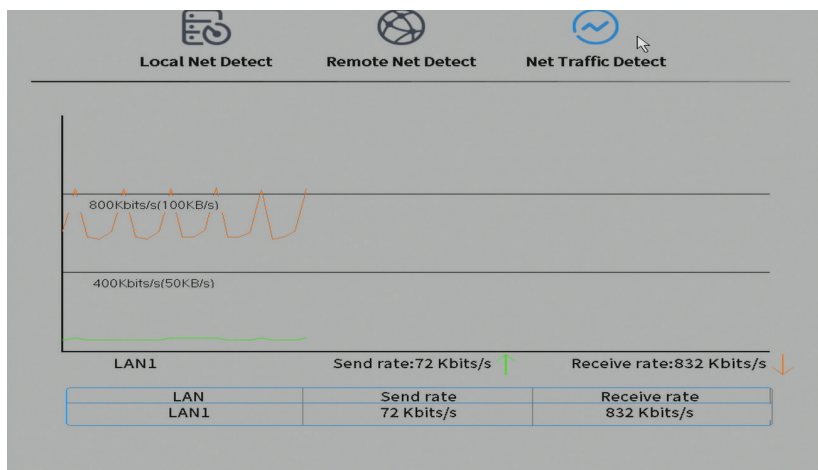 Local Net Detect Remote Net Detect Net Traffic Detect
800Kbits/s(100KB/s)
400Kbits/s(50KB/s)
LAN1 Send rate:72 Kbits/s Receive rate:832 Kbits/s
LAN Send rate Receive rate
LAN1 72 Kbits/s 832 Kbits/s